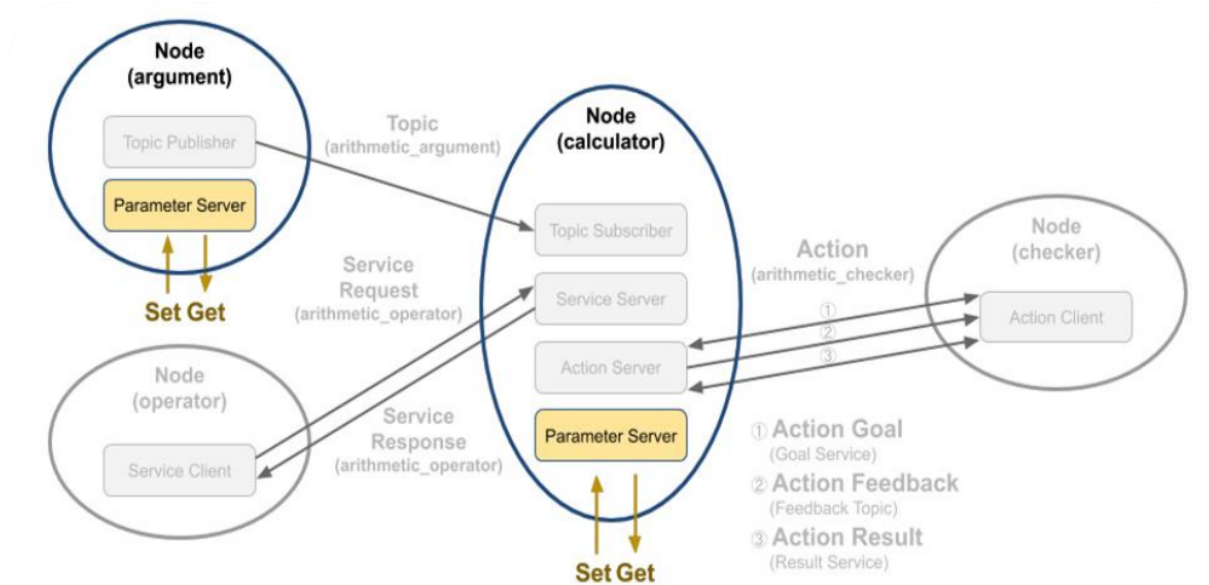 Node
(argument)
Topic Publisher
Parameter Server
Set Get
Topic
(arithmetic_argument)
Node
(calculator)
Topic Subscriber
Service Server
Action Server
Parameter Server
Set Get
Service
Request
(arithmetic_operator)
Node
(operator)
Service Client
Service
Response
(arithmetic_operator)
Action
(arithmetic_checker)
①
②
③
Node
(checker)
Action Client
① Action Goal
(Goal Service)
② Action Feedback
(Feedback Topic)
③ Action Result
(Result Service)